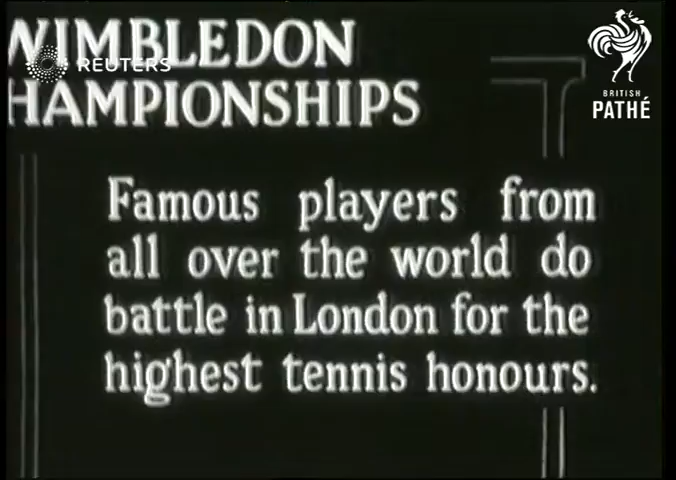 WIMBLEDON
HAMPIONSHIPS
REUTERS
BRITISH
PATHÉ
Famous players from
all over the world do
battle in London for the
highest tennis honours.